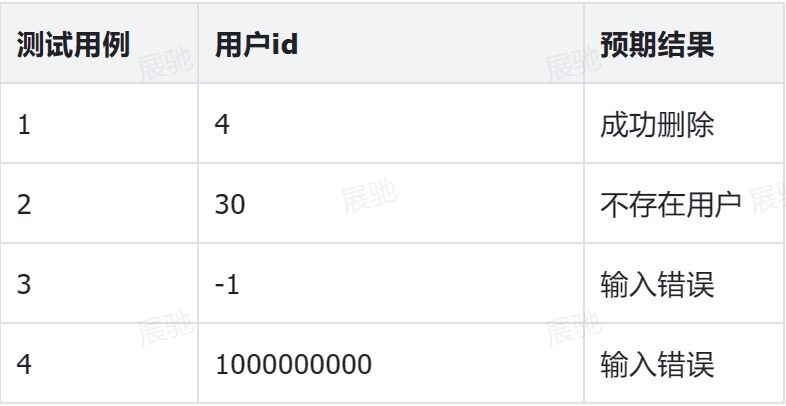 测试用例 用户id 预期结果
1 4 成功删除
2 30 不存在用户
3 -1 输入错误
4 1000000000 输入错误
展驰
展驰
展驰
展驰
展驰
展驰